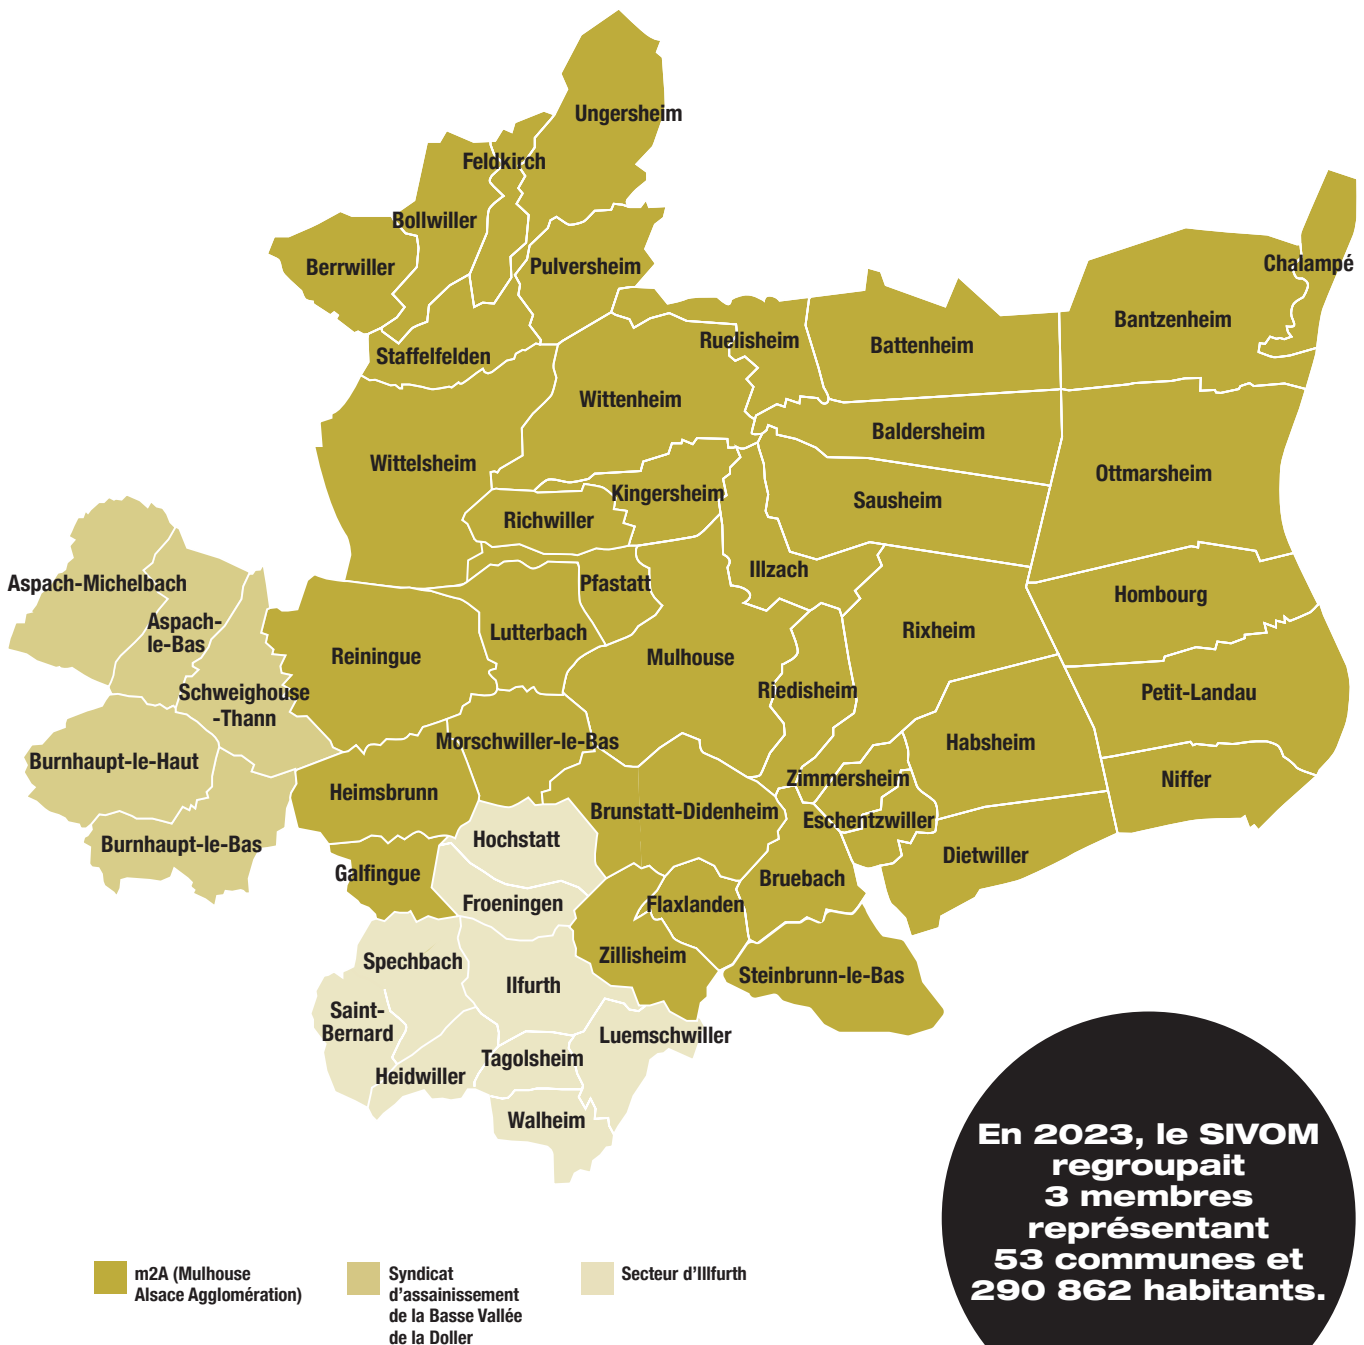 Ungersheim
Feldkirch
Bollwiller
Berrwiller
Pulversheim
Chalampé
Bantzenheim
Staffelfelden
Ruelisheim
Battenheim
Wittenheim
Baldersheim
Wittelsheim
Ottmarsheim
Kingersheim
Sausheim
Richwiller
Aspach-Michelbach
Pfastatt
Illzach
Hombourg
Aspach-
le-Bas
Lutterbach
Rixheim
Reiningue
Mulhouse
Schweighouse
-Thann
Riedisheim
Petit-Landau
Morschwiller-le-Bas
Habsheim
Burnhaupt-le-Haut
Zimmersheim
Niffer
Heimsbrunn
Brunstatt-Didenheim
Eschentzwiller
Hochstatt
Burnhaupt-le-Bas
Dietwiller
Galfingue
Bruebach
Froeningen
Flaxlanden
Spechbach
Zillisheim
Steinbrunn-le-Bas
Ilfurth
Saint-
Bernard
Luemschwiller
Tagolsheim
Heidwiller
Walheim
En 2023, le SIVOM
regroupait
3 membres
représentant
53 communes et
290 862 habitants.
m2A (Mulhouse
Alsace Agglomération)
Syndicat
d'assainissement
de la Basse Vallée
de la Doller
Secteur d'Illfurth